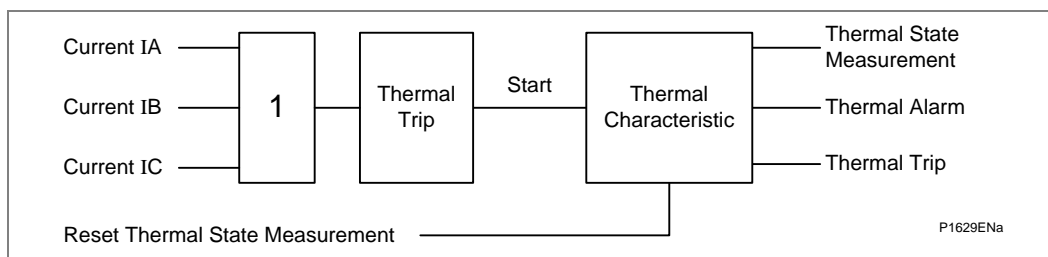 Current IA
Current IB
Current IC
1
Thermal
Trip
Start
Thermal
Characteristic
Thermal State
Measurement
Thermal Alarm
Thermal Trip
Reset Thermal State Measurement
P1629ENa